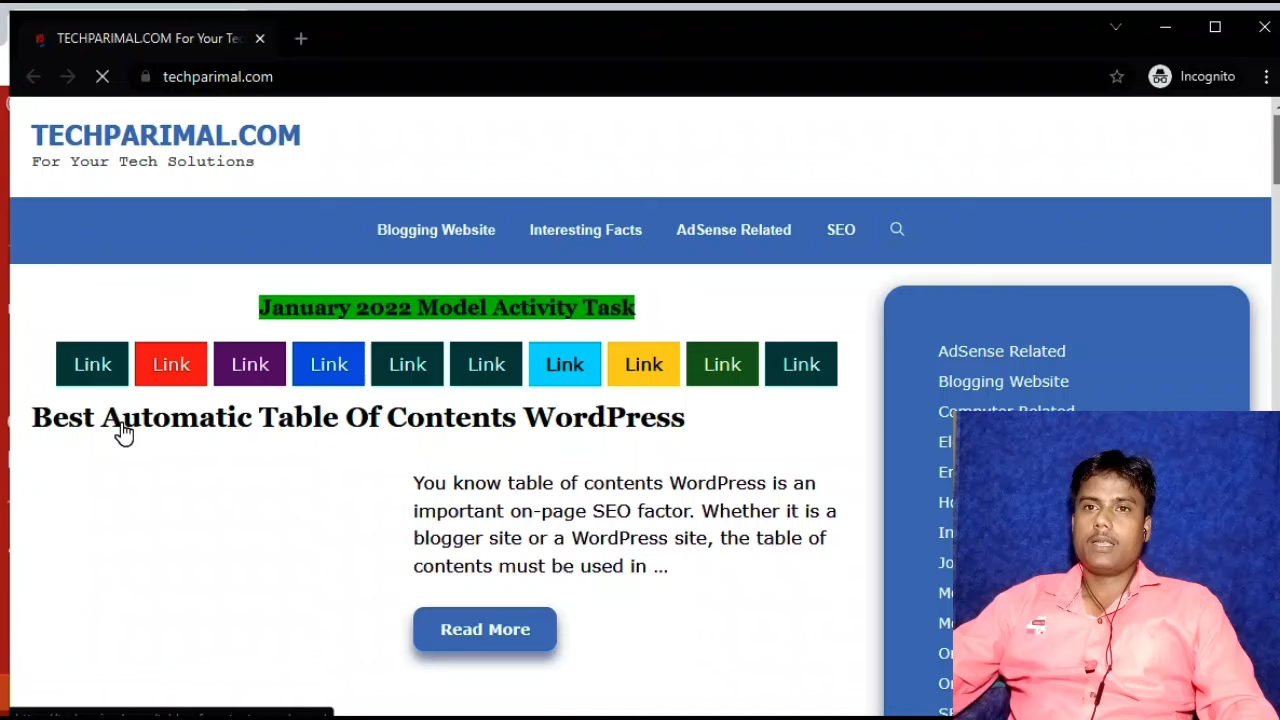 TECHPARIMAL.COM For Your Te
techparimal.com
Incognito
TECHPARIMAL.COM
For Your Tech Solutions
Blogging Website
Interesting Facts
AdSense Related
SEO
January 2022 Model Activity Task
Link Link Link Link Link Link Link Link Link Link
Best Automatic Table Of Contents WordPress
You know table of contents WordPress is an
important on-page SEO factor. Whether it is a
blogger site or a WordPress site, the table of
contents must be used in ...
Read More
AdSense Related
Blogging Website
Computer Related